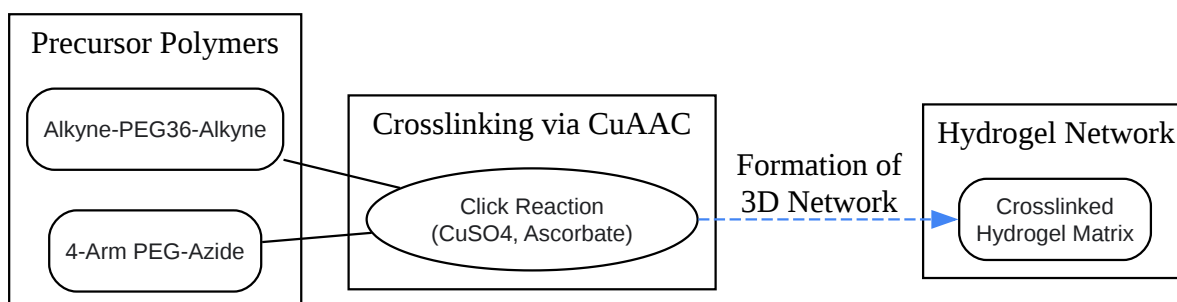 Precursor Polymers
Alkyne-PEG36-Alkyne
4-Arm PEG-Azide
Crosslinking via CuAAC
Click Reaction
(CuSO4, Ascorbate)
Formation of
3D Network
Hydrogel Network
Crosslinked
Hydrogel Matrix